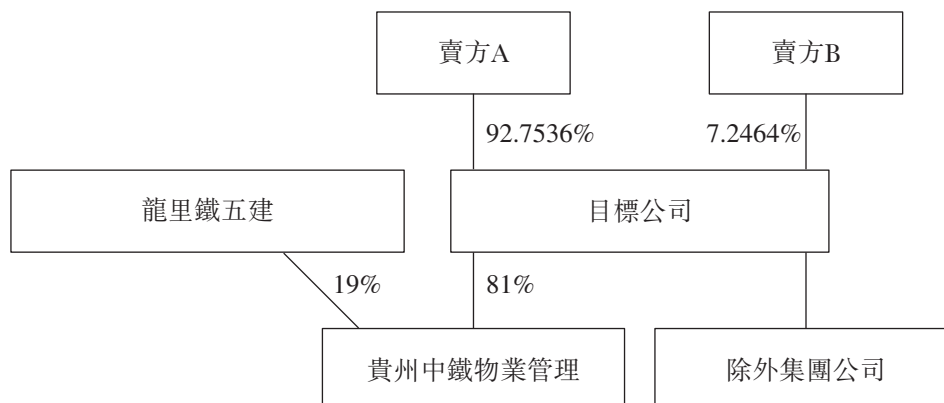 賣方A
賣方B
92.7536%
7.2464%
龍里鐵五建
目標公司
19%
81%
貴州中鐵物業管理
除外集團公司